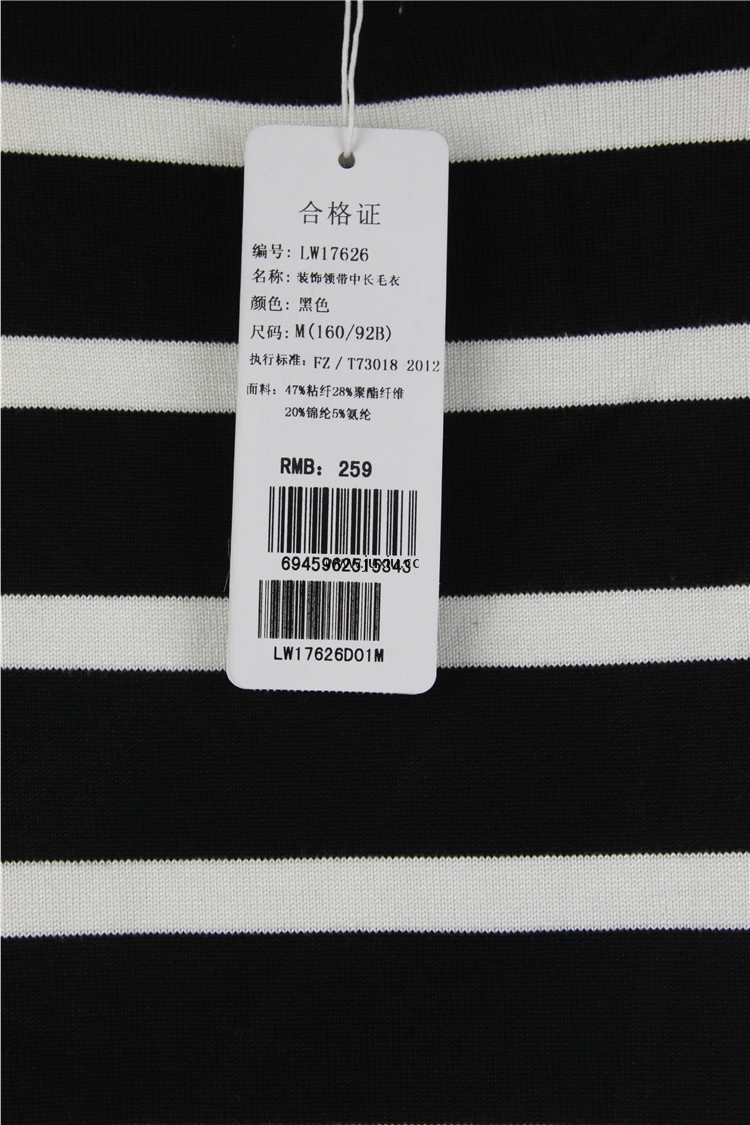 合格证
编号: LW17626
名称: 装饰领带中长毛衣
颜色: 黑色
尺码: M(160/92B)
执行标准: FZ/T73018-2012
面料: 47%粘纤28%聚酯纤维
20%锦纶5%氨纶
RMB: 259
6945962515343
LW17626D01M